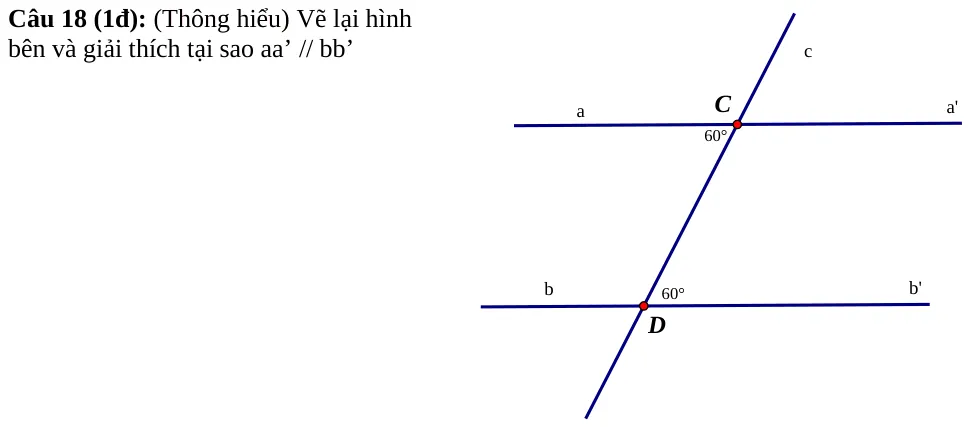 Câu 18 (1đ): (Thông hiểu) Vẽ lại hình
bên và giải thích tại sao aa’ // bb’
c
C
a
a'
60°
b
60°
b'
D